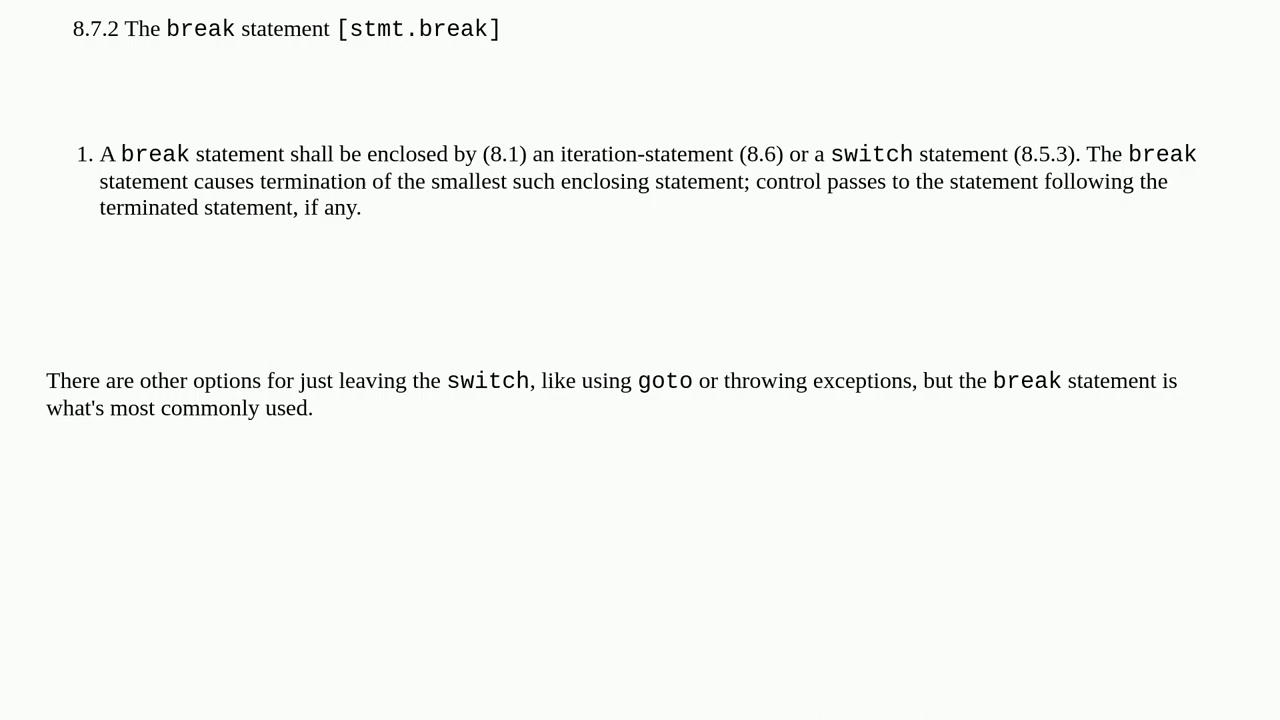 8.7.2 The break statement [stmt.break]
1. A break statement shall be enclosed by (8.1) an iteration-statement (8.6) or a switch statement (8.5.3). The break
statement causes termination of the smallest such enclosing statement; control passes to the statement following the
terminated statement, if any.
There are other options for just leaving the switch, like using goto or throwing exceptions, but the break statement is
what's most commonly used.